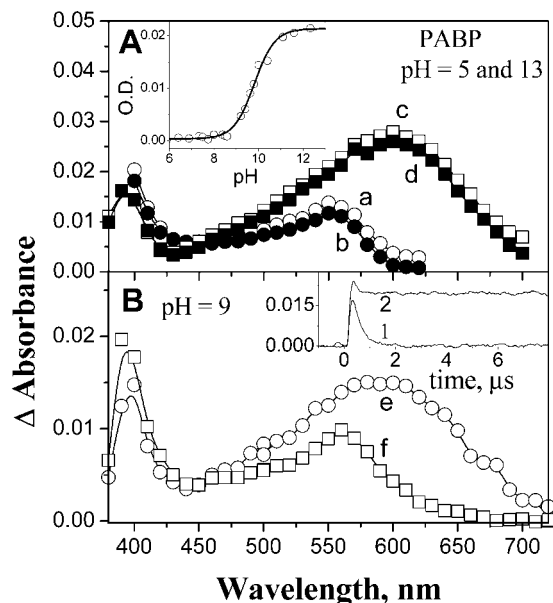 A
PABP
pH = 5 and 13
0.05
0.04
0.03
0.02
0.01
0.00
O.D.
0.02
0.01
0.00
6 8 10 12
pH
c
d
a
b
B
pH = 9
0.02
0.01
0.00
0.015
0.000
2
1
0 2 4 6
time, μs
e
f
Δ Absorbance
400 450 500 550 600 650 700
Wavelength, nm